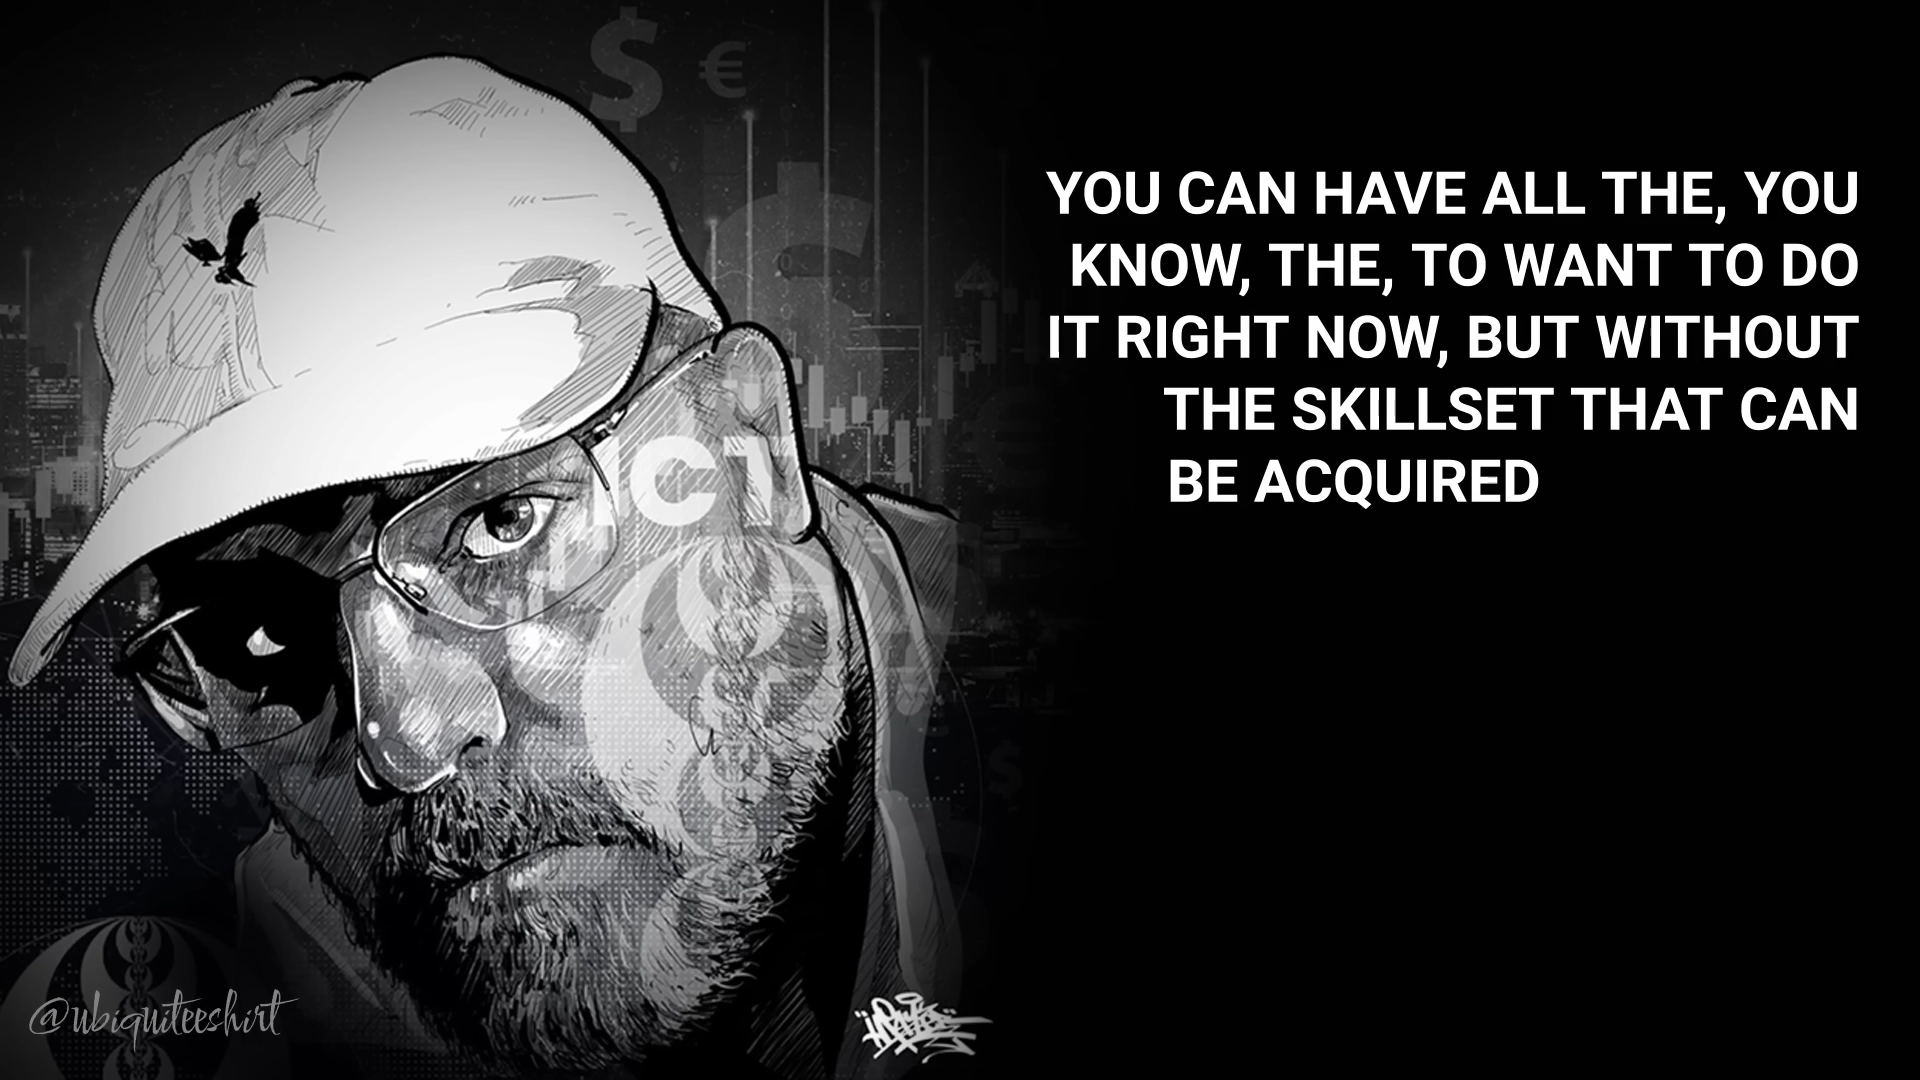 $ €
YOU CAN HAVE ALL THE, YOU
KNOW, THE, TO WANT TO DO
IT RIGHT NOW, BUT WITHOUT
THE SKILLSET THAT CAN
BE ACQUIRED
ICT
@ubiquiteeshirt